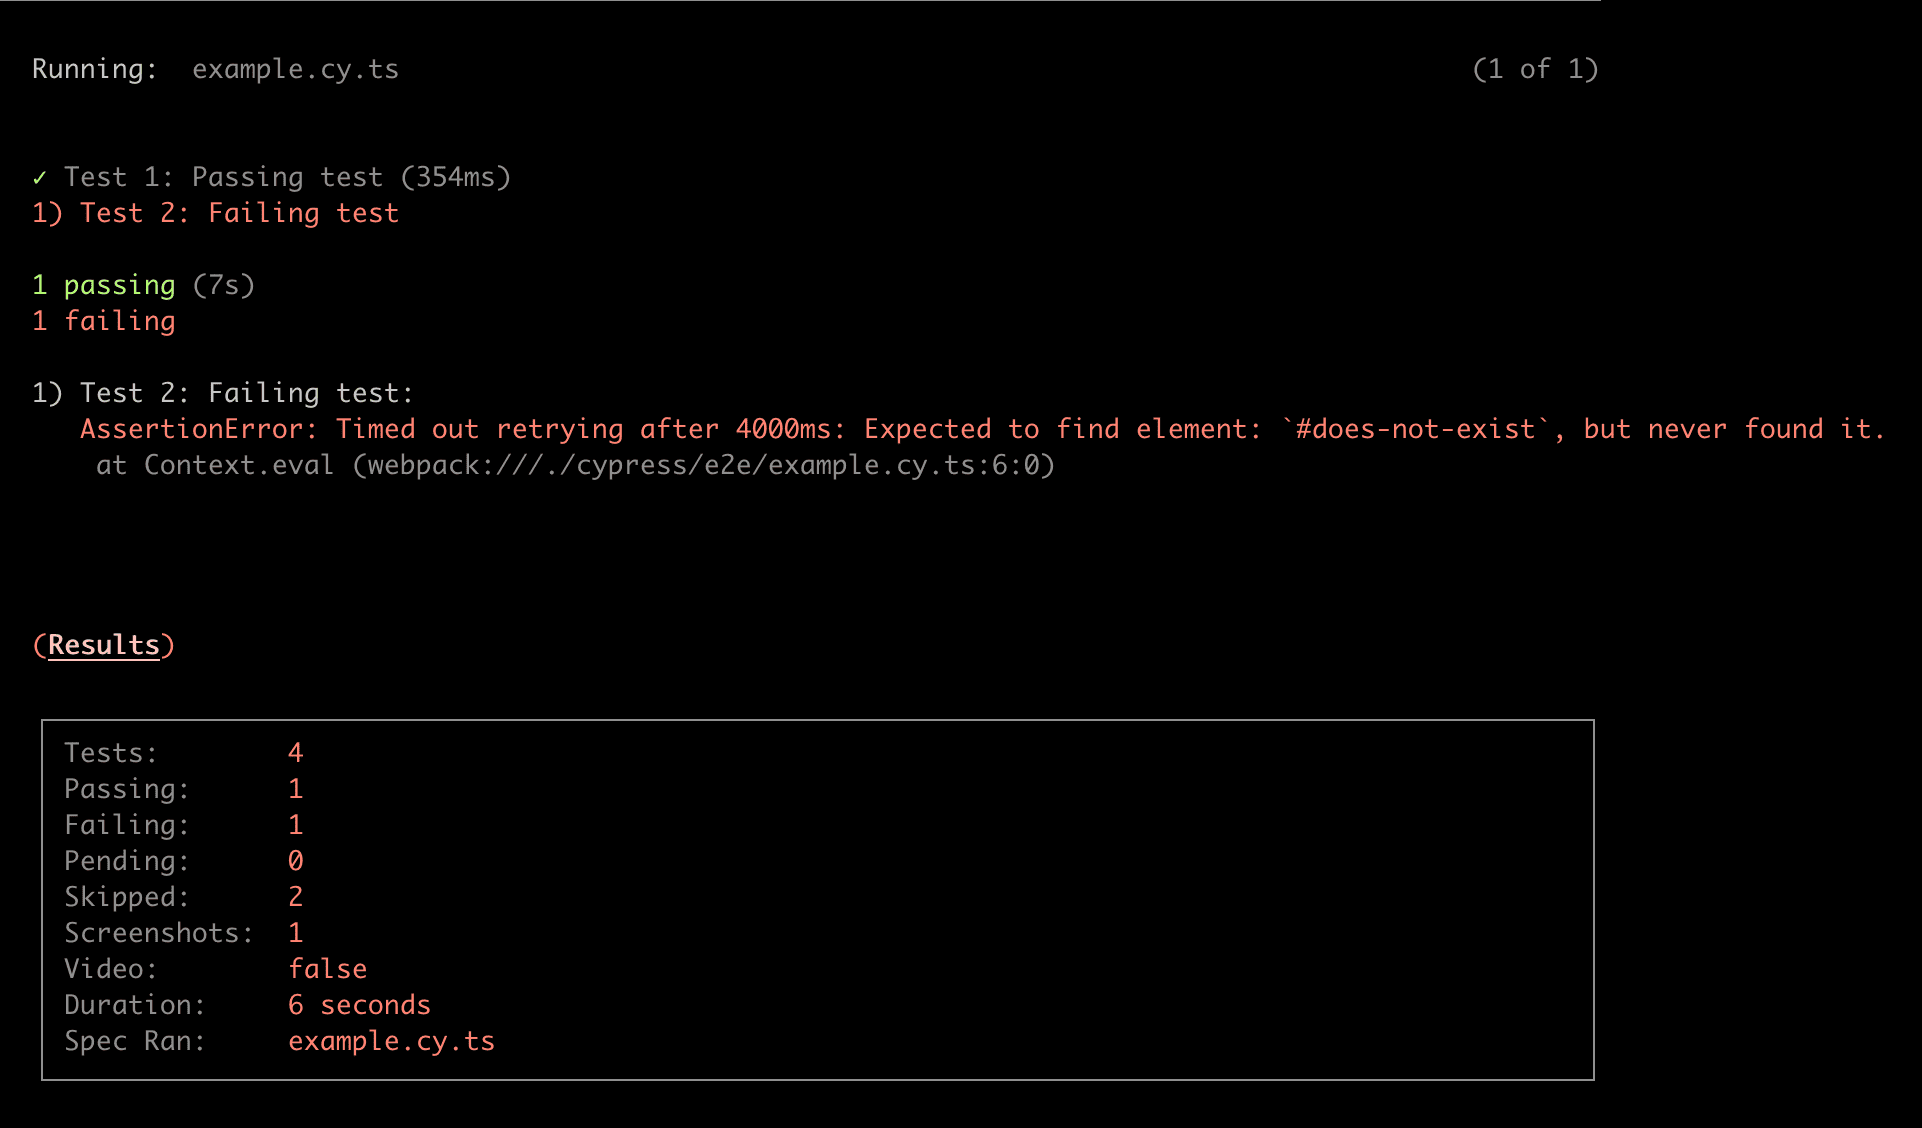 Running: example.cy.ts (1 of 1)
✓ Test 1: Passing test (354ms)
1) Test 2: Failing test
1 passing (7s)
1 failing
1) Test 2: Failing test:
AssertionError: Timed out retrying after 4000ms: Expected to find element: `#does-not-exist`, but never found it.
at Context.eval (webpack:///./cypress/e2e/example.cy.ts:6:0)
(Results)
Tests: 4
Passing: 1
Failing: 1
Pending: 0
Skipped: 2
Screenshots: 1
Video: false
Duration: 6 seconds
Spec Ran: example.cy.ts